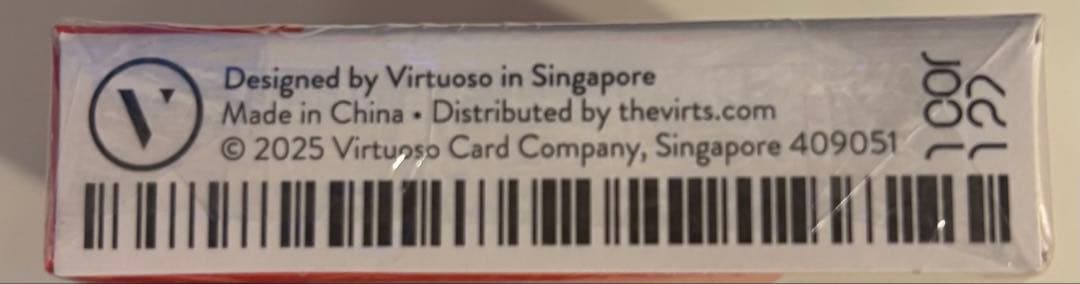 Designed by Virtuoso in Singapore
Made in China • Distributed by thevirts.com
© 2025 Virtuoso Card Company, Singapore 409051